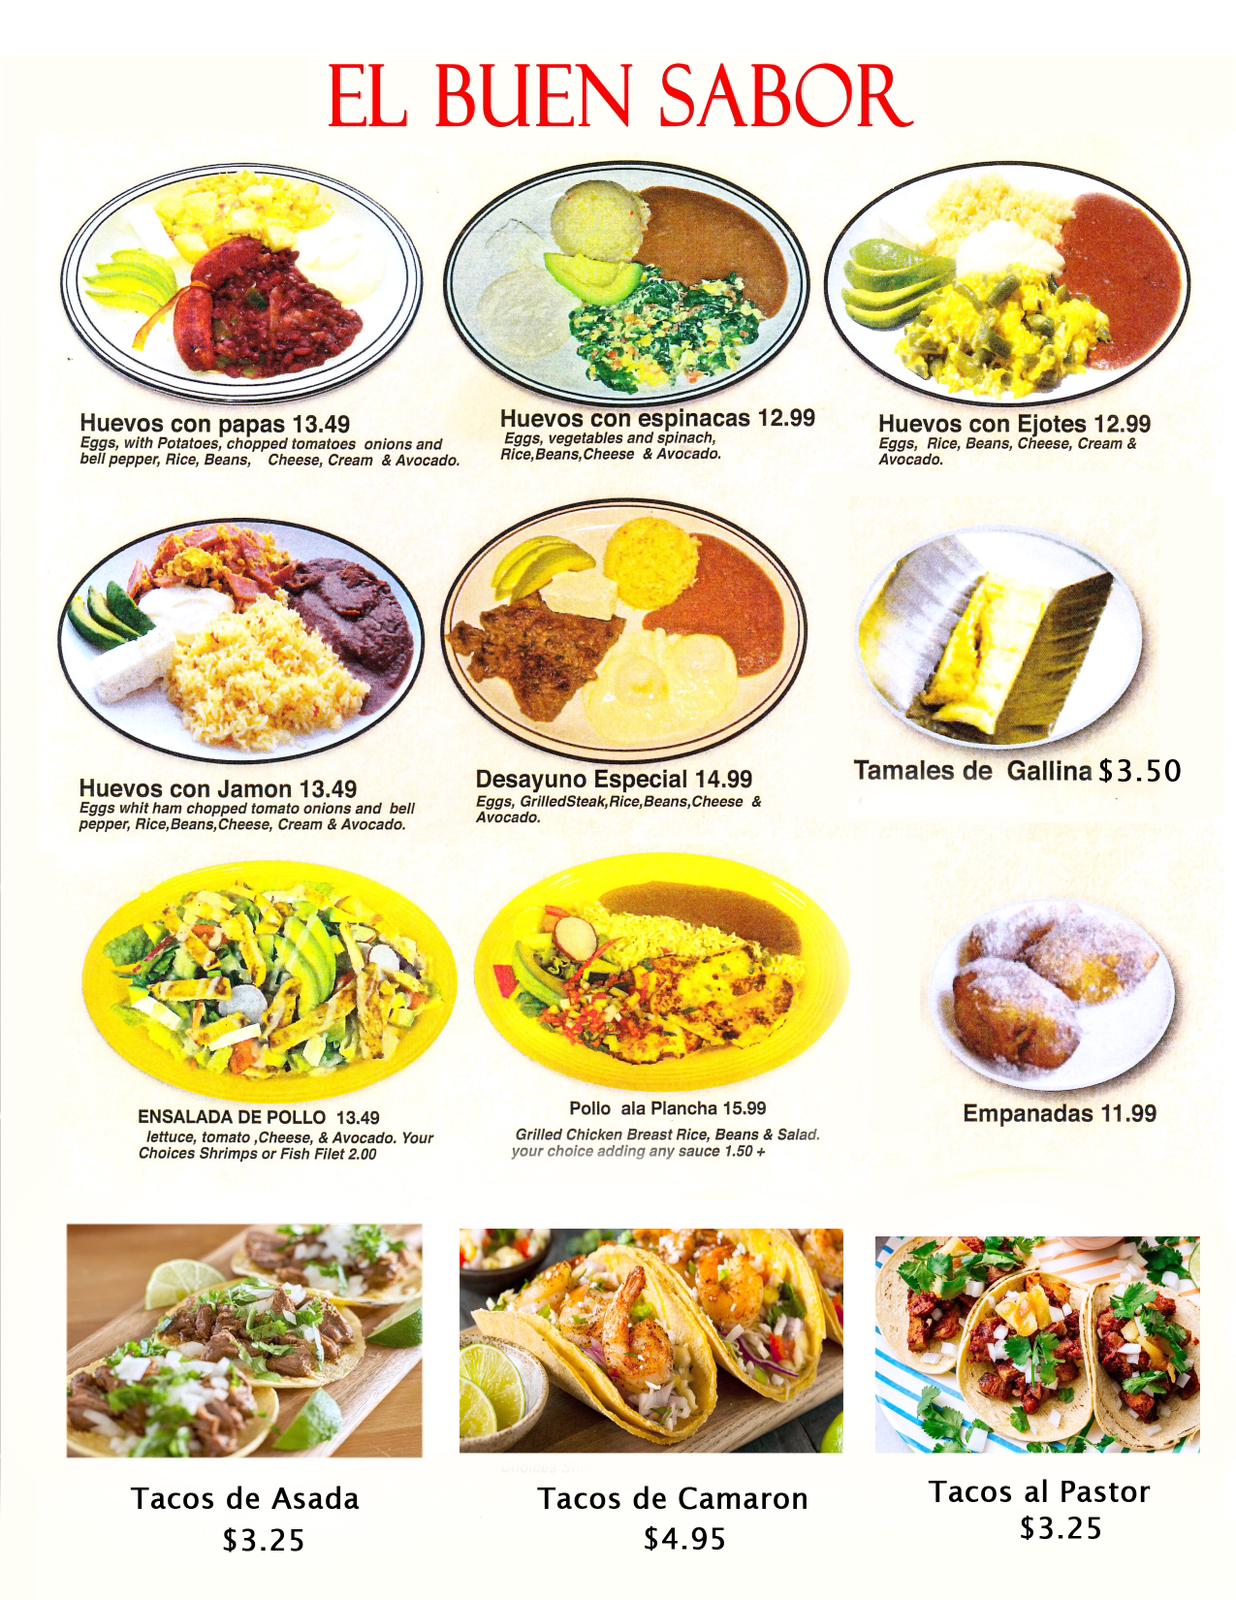 EL BUEN SABOR
Huevos con papas 13.49
Eggs, with Potatoes, chopped tomatoes onions and
bell pepper, Rice, Beans, Cheese, Cream & Avocado.
Huevos con espinacas 12.99
Eggs, vegetables and spinach,
Rice,Beans,Cheese & Avocado.
Huevos con Ejotes 12.99
Eggs, Rice, Beans, Cheese, Cream &
Avocado.
Huevos con Jamon 13.49
Eggs whit ham chopped tomato onions and bell
pepper, Rice,Beans,Cheese, Cream & Avocado.
Desayuno Especial 14.99
Eggs, GrilledSteak,Rice,Beans,Cheese &
Avocado.
Tamales de Gallina $3.50
ENSALADA DE POLLO 13.49
lettuce, tomato ,Cheese, & Avocado. Your
Choices Shrimps or Fish Filet 2.00
Pollo ala Plancha 15.99
Grilled Chicken Breast Rice, Beans & Salad.
your choice adding any sauce 1.50 +
Empanadas 11.99
Tacos de Asada
$3.25
Tacos de Camaron
$4.95
Tacos al Pastor
$3.25